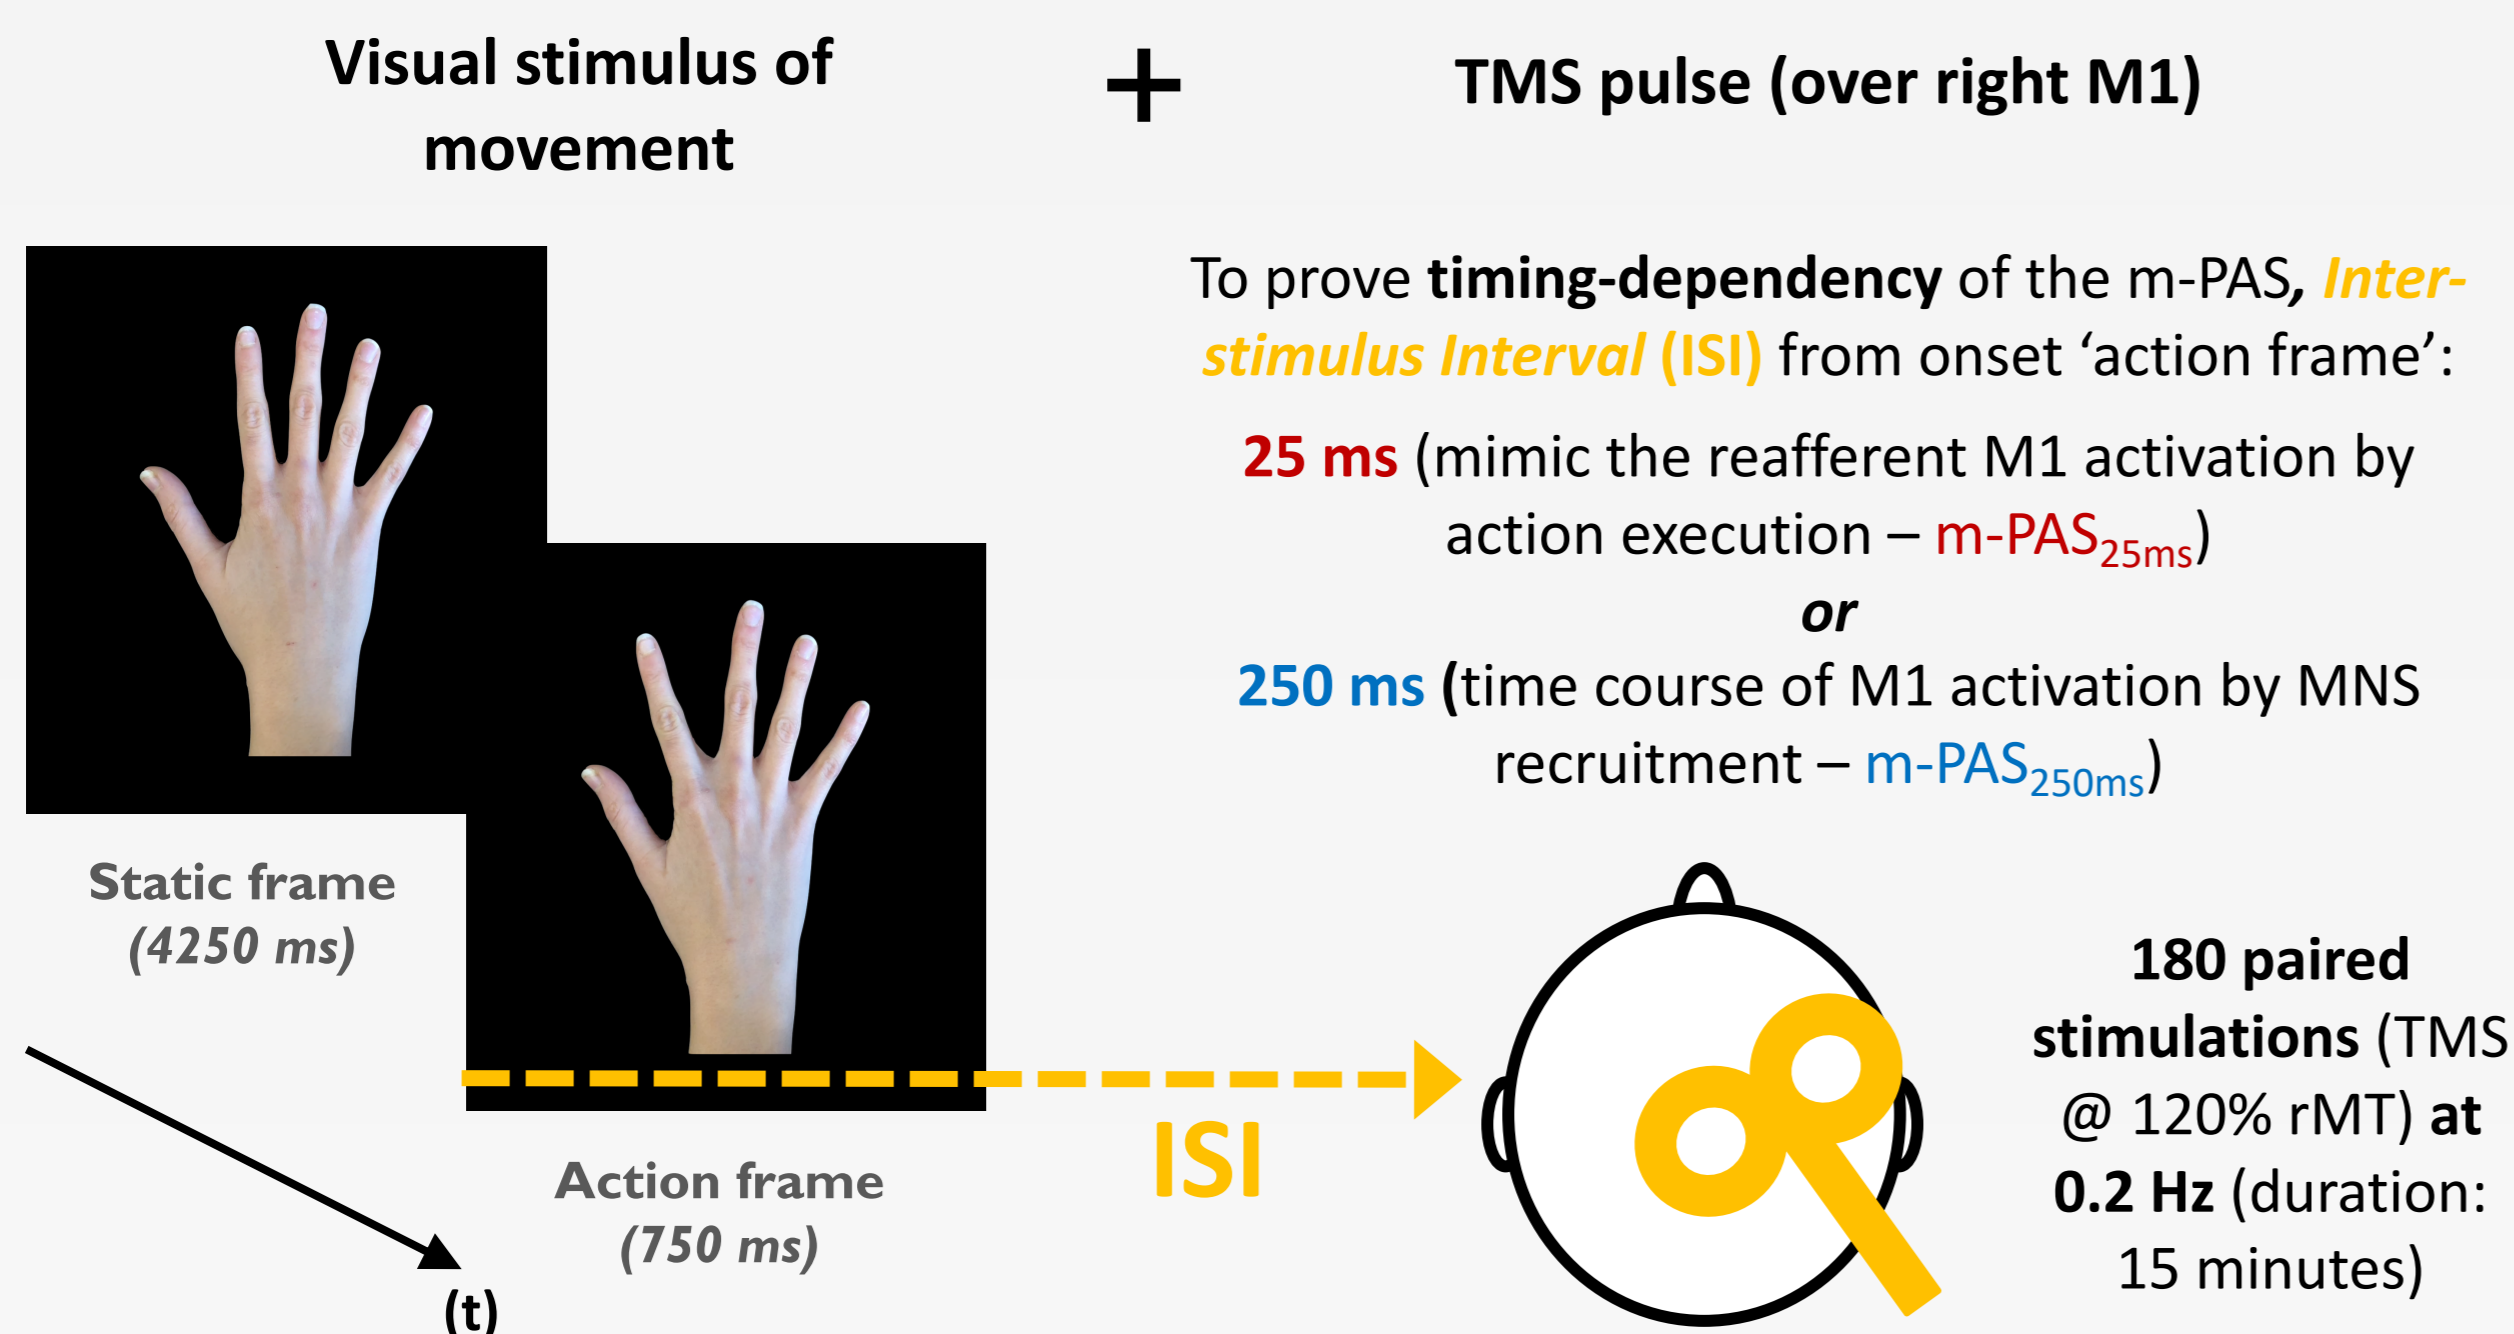 Visual stimulus of
movement
+
TMS pulse (over right M1)
To prove timing-dependency of the m-PAS, Inter-
stimulus Interval (ISI) from onset ‘action frame’:
25 ms (mimic the reafferent M1 activation by
action execution – m-PAS25ms)
or
250 ms (time course of M1 activation by MNS
recruitment – m-PAS250ms)
Static frame
(4250 ms)
Action frame
(750 ms)
(t)
ISI
180 paired
stimulations (TMS
@ 120% rMT) at
0.2 Hz (duration:
15 minutes)